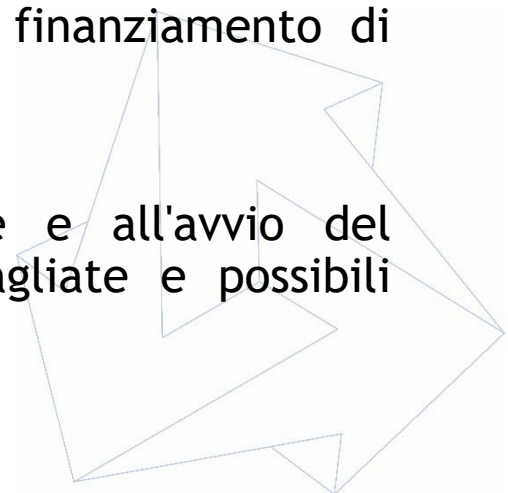 finanziamento di
e e all'avvio del
agliate e possibili